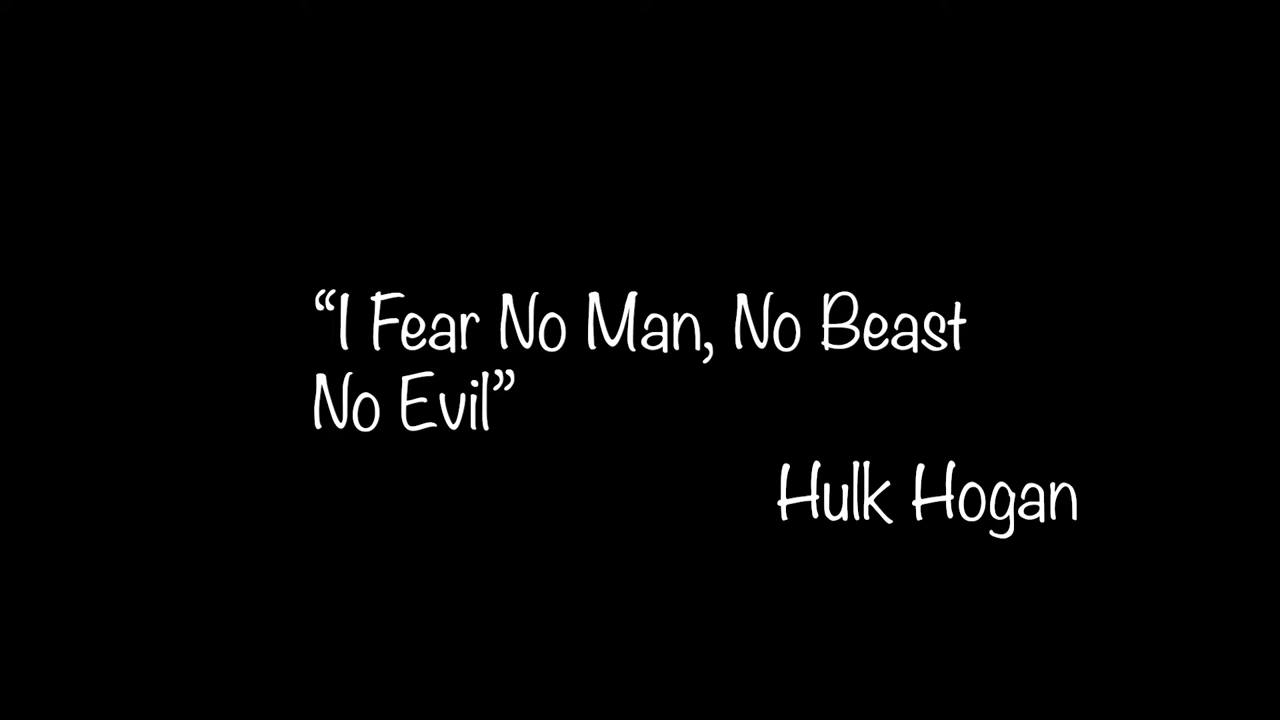 “I Fear No Man, No Beast
No Evil”
Hulk Hogan